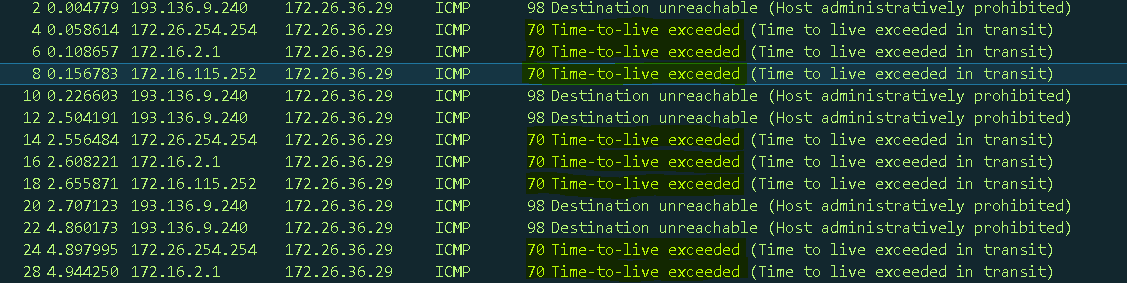 2 0.004779 193.136.9.240 172.26.36.29 ICMP 98 Destination unreachable (Host administratively prohibited)
4 0.058614 172.26.254.254 172.26.36.29 ICMP 70 Time-to-live exceeded (Time to live exceeded in transit)
6 0.108657 172.16.2.1 172.26.36.29 ICMP 70 Time-to-live exceeded (Time to live exceeded in transit)
8 0.156783 172.16.115.252 172.26.36.29 ICMP 70 Time-to-live exceeded (Time to live exceeded in transit)
10 0.226603 193.136.9.240 172.26.36.29 ICMP 98 Destination unreachable (Host administratively prohibited)
12 2.504191 193.136.9.240 172.26.36.29 ICMP 98 Destination unreachable (Host administratively prohibited)
14 2.556484 172.26.254.254 172.26.36.29 ICMP 70 Time-to-live exceeded (Time to live exceeded in transit)
16 2.608221 172.16.2.1 172.26.36.29 ICMP 70 Time-to-live exceeded (Time to live exceeded in transit)
18 2.655871 172.16.115.252 172.26.36.29 ICMP 70 Time-to-live exceeded (Time to live exceeded in transit)
20 2.707123 193.136.9.240 172.26.36.29 ICMP 98 Destination unreachable (Host administratively prohibited)
22 4.860173 193.136.9.240 172.26.36.29 ICMP 98 Destination unreachable (Host administratively prohibited)
24 4.897995 172.26.254.254 172.26.36.29 ICMP 70 Time-to-live exceeded (Time to live exceeded in transit)
28 4.944250 172.16.2.1 172.26.36.29 ICMP 70 Time-to-live exceeded (Time to live exceeded in transit)